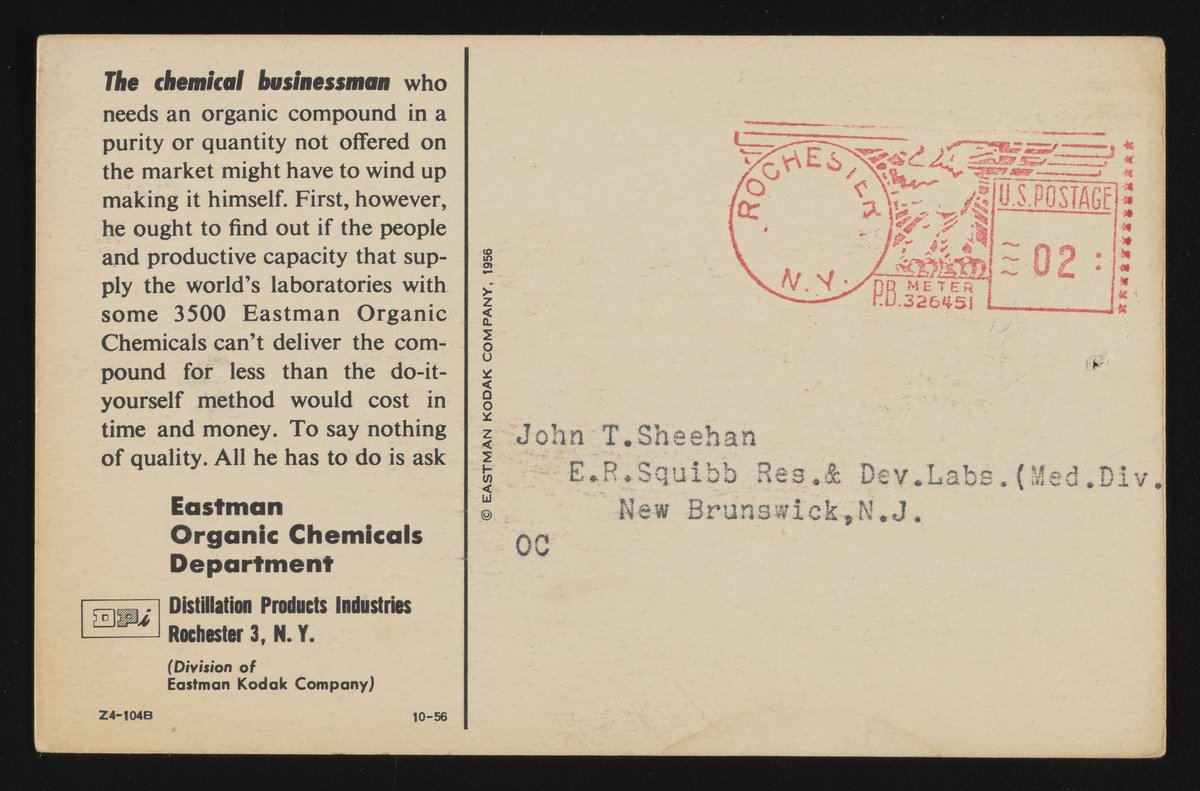 The chemical businessman who
needs an organic compound in a
purity or quantity not offered on
the market might have to wind up
making it himself. First, however,
he ought to find out if the people
and productive capacity that sup-
ply the world's laboratories with
some 3500 Eastman Organic
Chemicals can't deliver the com-
pound for less than the do-it-
yourself method would cost in
time and money. To say nothing
of quality. All he has to do is ask
Eastman
Organic Chemicals
Department
DPi
Distillation Products Industries
Rochester 3, N. Y.
(Division of
Eastman Kodak Company)
Z4-104B
10-56
© EASTMAN KODAK COMPANY, 1956
ROCHESTER
N.Y.
P.B. METER
326451
U.S. POSTAGE
02
John T.Sheehan
E.R.Squibb Res.& Dev.Labs.(Med.Div.
New Brunswick,N.J.
OC